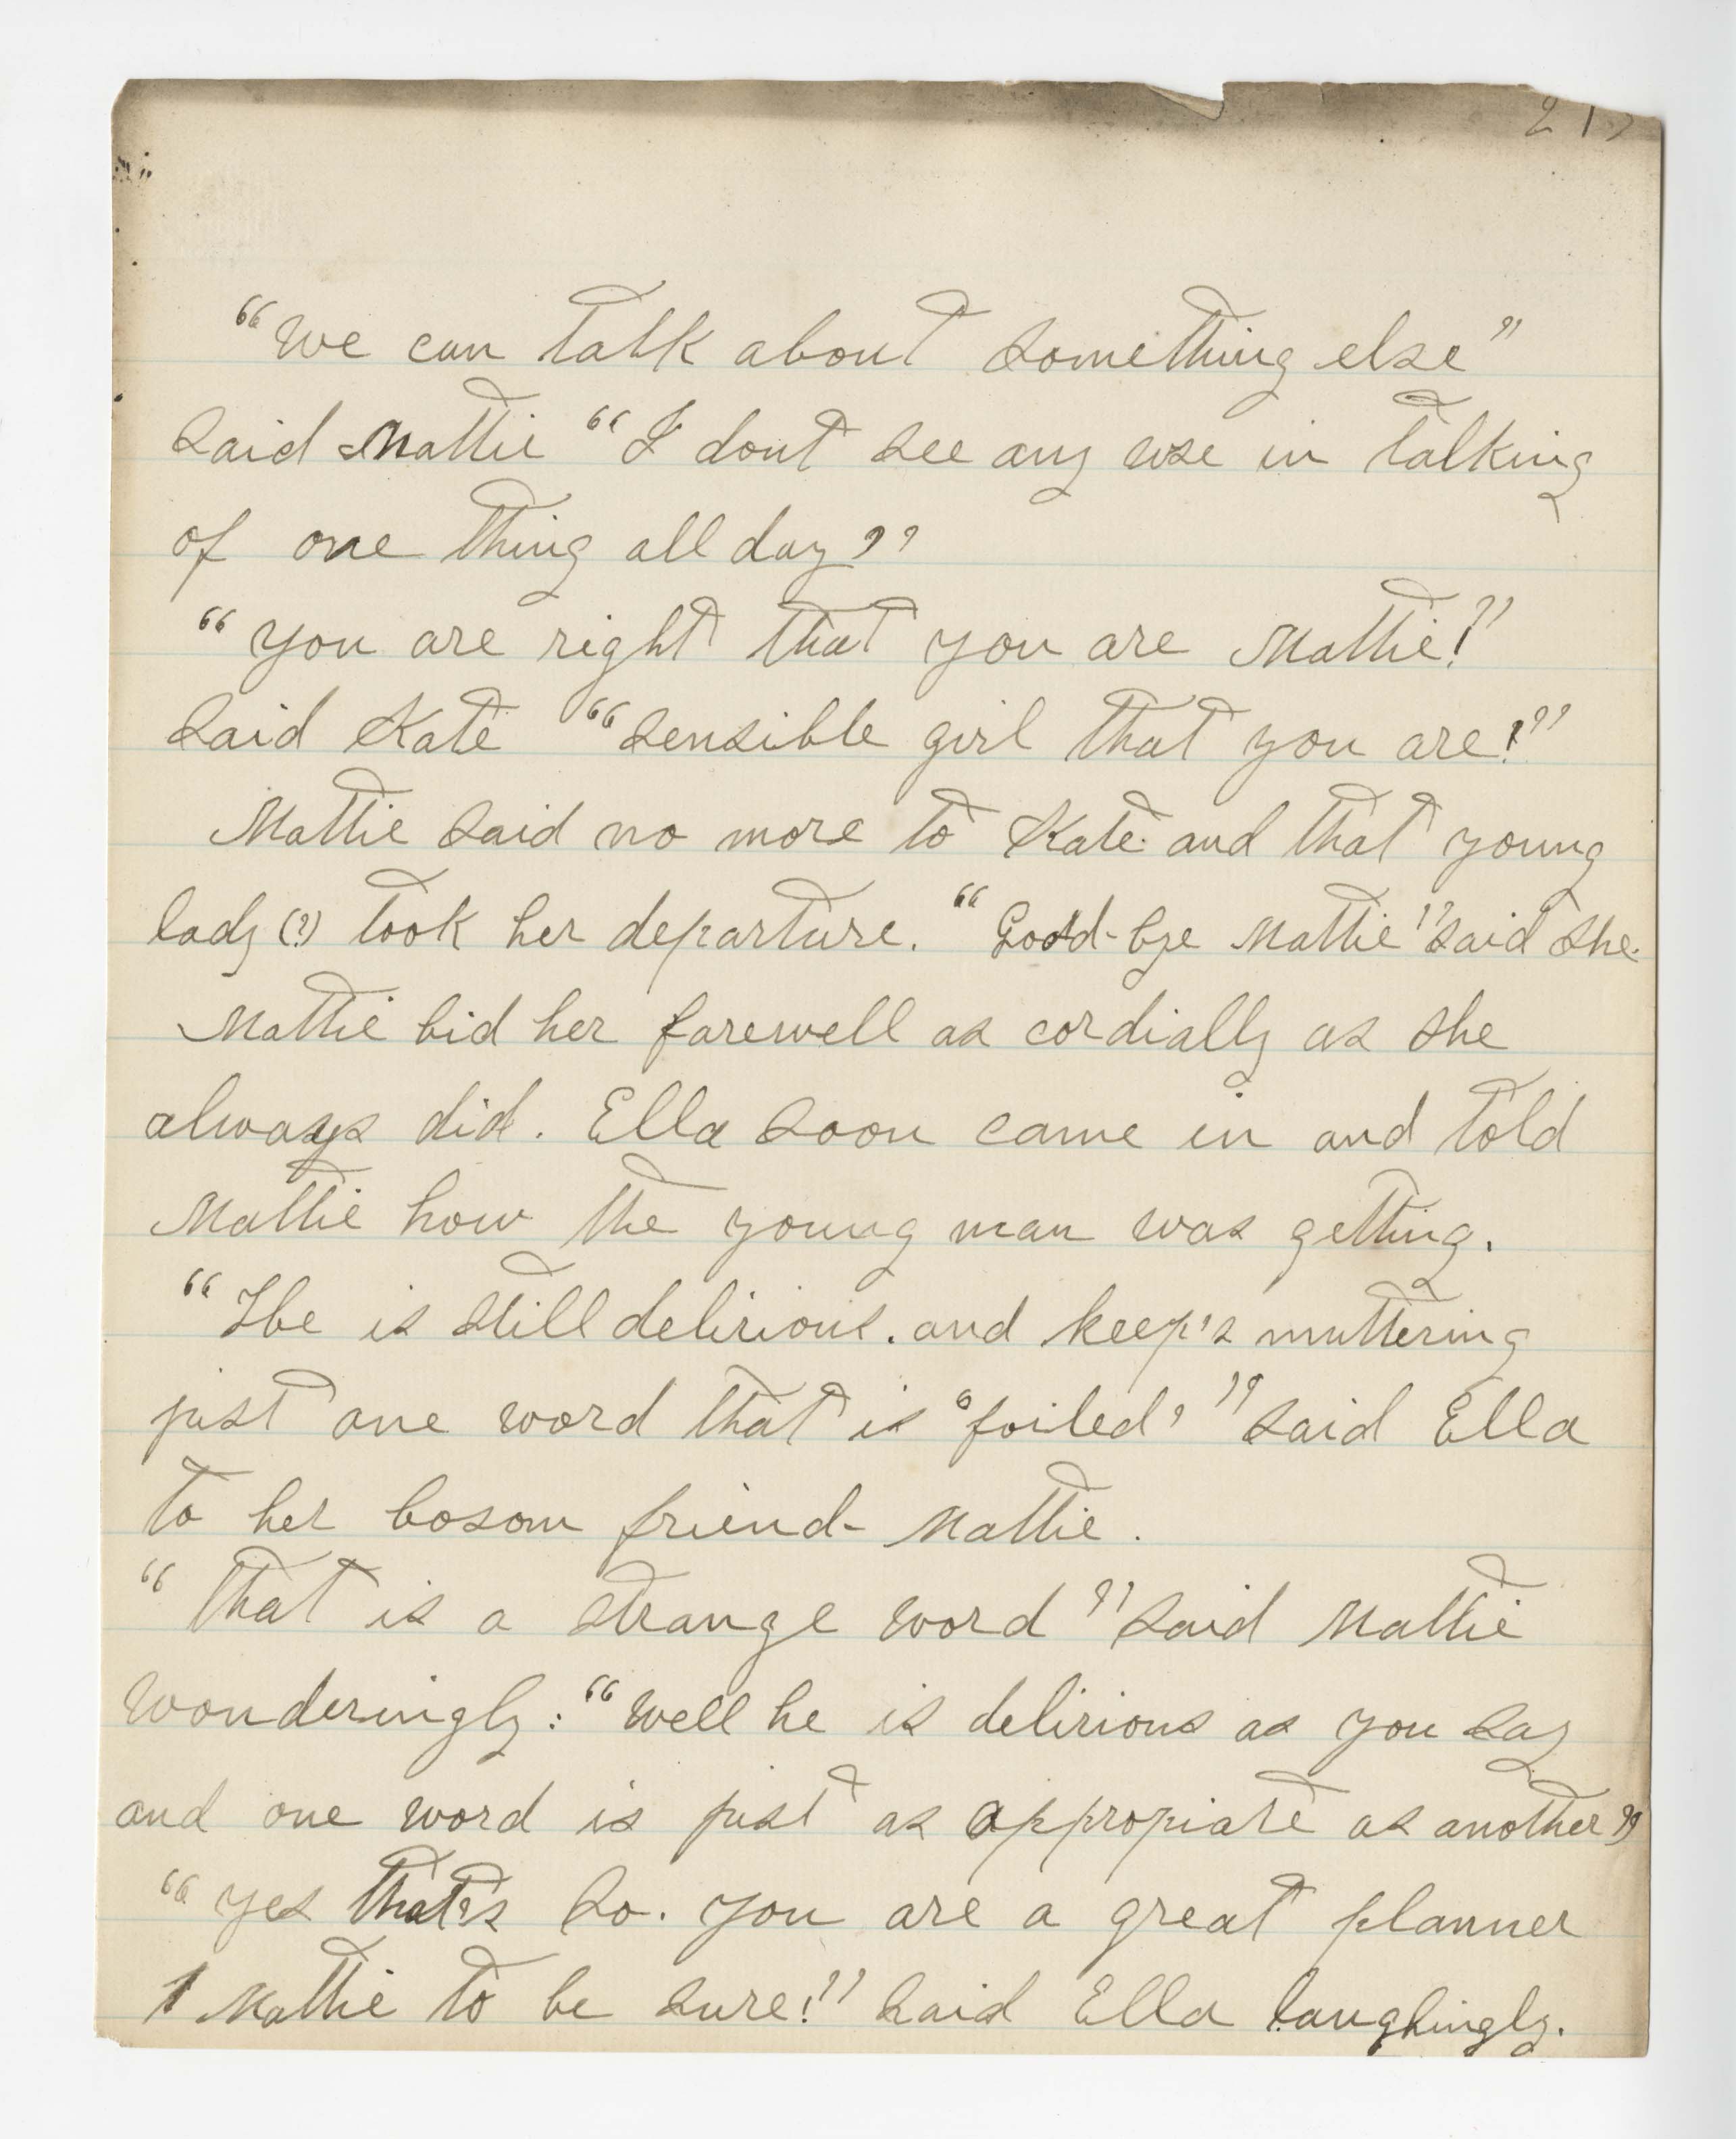 "We can talk about something else"
said Mattie "I dont see any use in talking
of one thing all day"
"you are right that you are Mattie!"
said Kate "sensible girl that you are!"
Mattie said no more to Kate and that young
lady (?) took her departure. "Good-bye Mattie" said she.
Mattie bid her farewell as cordially as she
always did. Ella soon came in and told
Mattie how the young man was getting.
"He is still delirious. and keep's muttering
just one word that is 'foiled'" said Ella
to her bosom friend- Mattie.
"that is a strange word" said Mattie
wonderingly: "well he is delirious as you say
and one word is just as appropiate as another"
"yes that's so. you are a great planner
Mattie to be sure!" said Ella laughingly.